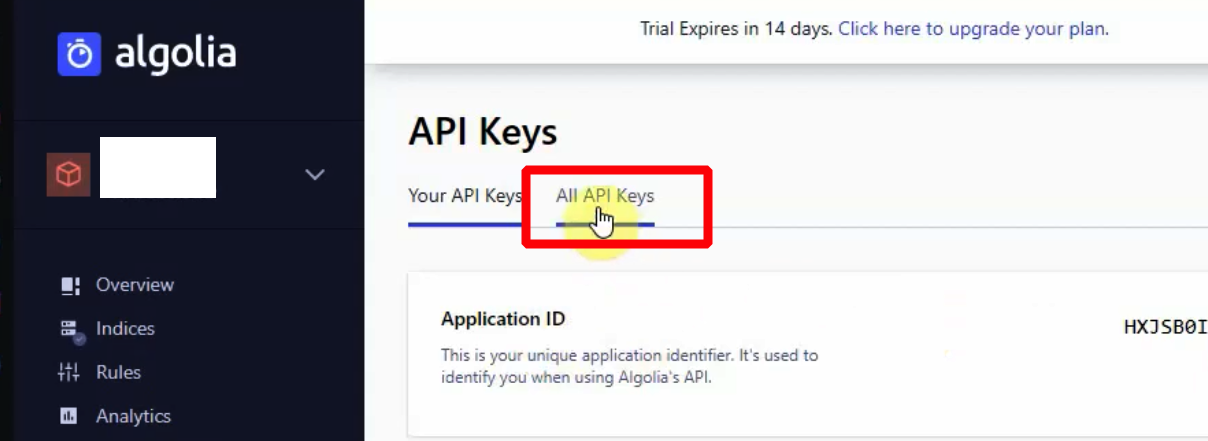 algolia
Trial Expires in 14 days. Click here to upgrade your plan.
API Keys
Your API Keys
All API Keys
Overview
Indices
Rules
Analytics
Application ID
This is your unique application identifier. It's used to
identify you when using Algolia's API.
HXJSB0I